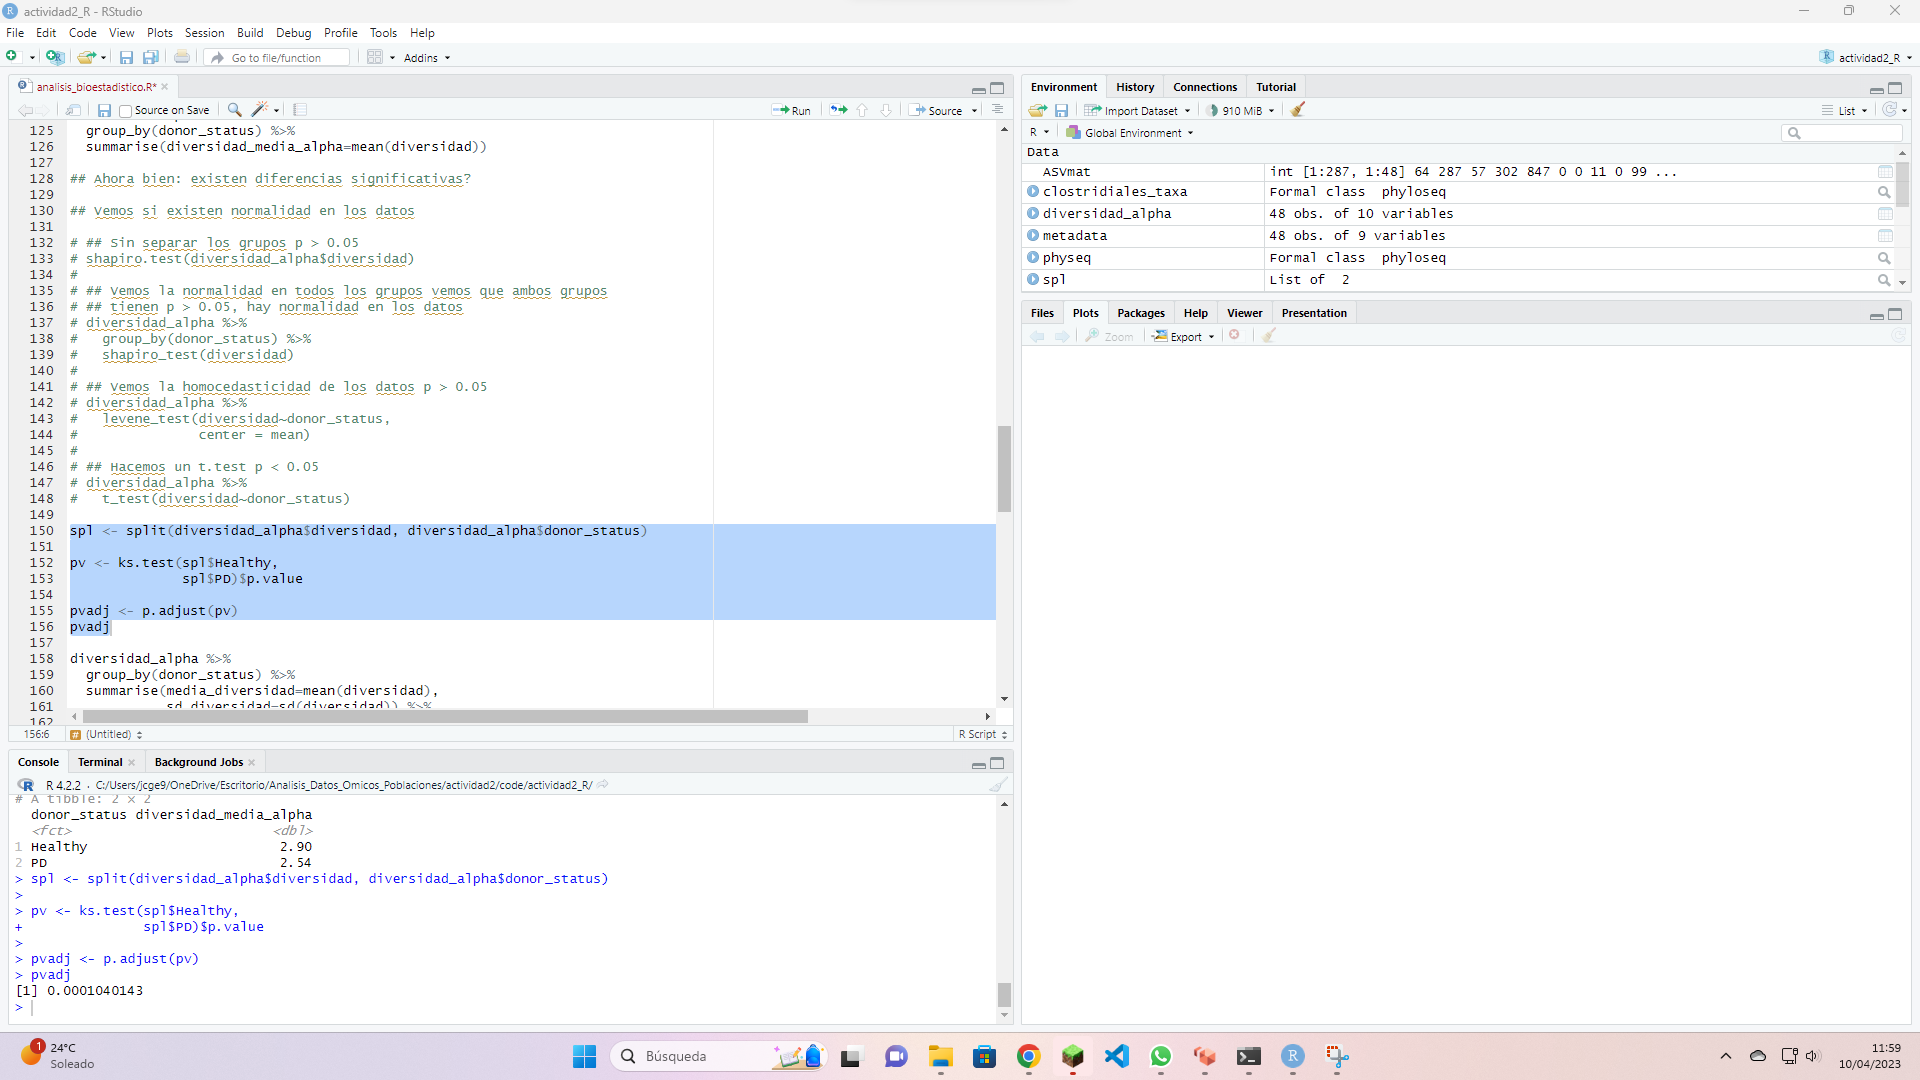 actividad2_R - RStudio
File Edit Code View Plots Session Build Debug Profile Tools Help
Go to file/function Addins actividad2_R
analisis_bioestadistico.R*
Source on Save Run Source
125 group_by(donor_status) %>%
126 summarise(diversidad_media_alpha=mean(diversidad))
127
128 ## Ahora bien: existen diferencias significativas?
129
130 ## Vemos si existen normalidad en los datos
131
132 # ## Sin separar los grupos p > 0.05
133 # shapiro.test(diversidad_alpha$diversidad)
134 #
135 # ## Vemos la normalidad en todos los grupos vemos que ambos grupos
136 # ## tienen p > 0.05, hay normalidad en los datos
137 # diversidad_alpha %>%
138 #   group_by(donor_status) %>%
139 #   shapiro_test(diversidad)
140 #
141 # ## Vemos la homocedasticidad de los datos p > 0.05
142 # diversidad_alpha %>%
143 #   levene_test(diversidad~donor_status,
144 #               center = mean)
145 #
146 # ## Hacemos un t.test p < 0.05
147 # diversidad_alpha %>%
148 #   t_test(diversidad~donor_status)
149
150 spl <- split(diversidad_alpha$diversidad, diversidad_alpha$donor_status)
151
152 pv <- ks.test(spl$Healthy,
153               spl$PD)$p.value
154
155 pvadj <- p.adjust(pv)
156 pvadj
157
158 diversidad_alpha %>%
159   group_by(donor_status) %>%
160   summarise(media_diversidad=mean(diversidad),
161             sd_diversidad=sd(diversidad)) %>%
162
156:6 (Untitled) R Script
Console Terminal Background Jobs
R 4.2.2 · C:/Users/jcge9/OneDrive/Escritorio/Analisis_Datos_Omicos_Poblaciones/actividad2/code/actividad2_R/
# A tibble: 2 × 2
donor_status diversidad_media_alpha
<fct> <dbl>
1 Healthy 2.90
2 PD 2.54
> spl <- split(diversidad_alpha$diversidad, diversidad_alpha$donor_status)
>
> pv <- ks.test(spl$Healthy,
+               spl$PD)$p.value
>
> pvadj <- p.adjust(pv)
> pvadj
[1] 0.0001040143
>
Environment History Connections Tutorial
Import Dataset 910 MiB List
R Global Environment
Data
ASVmat int [1:287, 1:48] 64 287 57 302 847 0 0 11 0 99 ...
clostridiales_taxa Formal class phyloseq
diversidad_alpha 48 obs. of 10 variables
metadata 48 obs. of 9 variables
physeq Formal class phyloseq
spl List of 2
Files Plots Packages Help Viewer Presentation
Zoom Export
1 24°C
Soleado
Búsqueda
11:59
10/04/2023